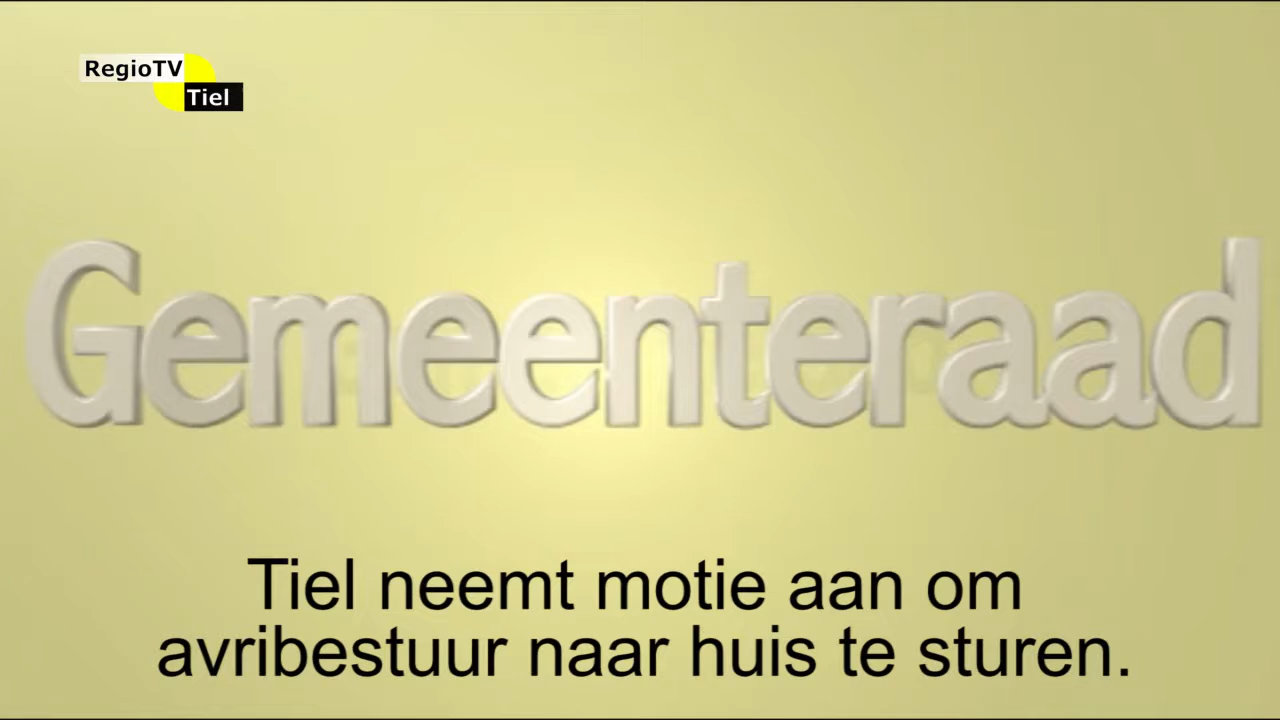 RegioTV
Tiel
Gemeenteraad
Tiel neemt motie aan om
avribestuur naar huis te sturen.